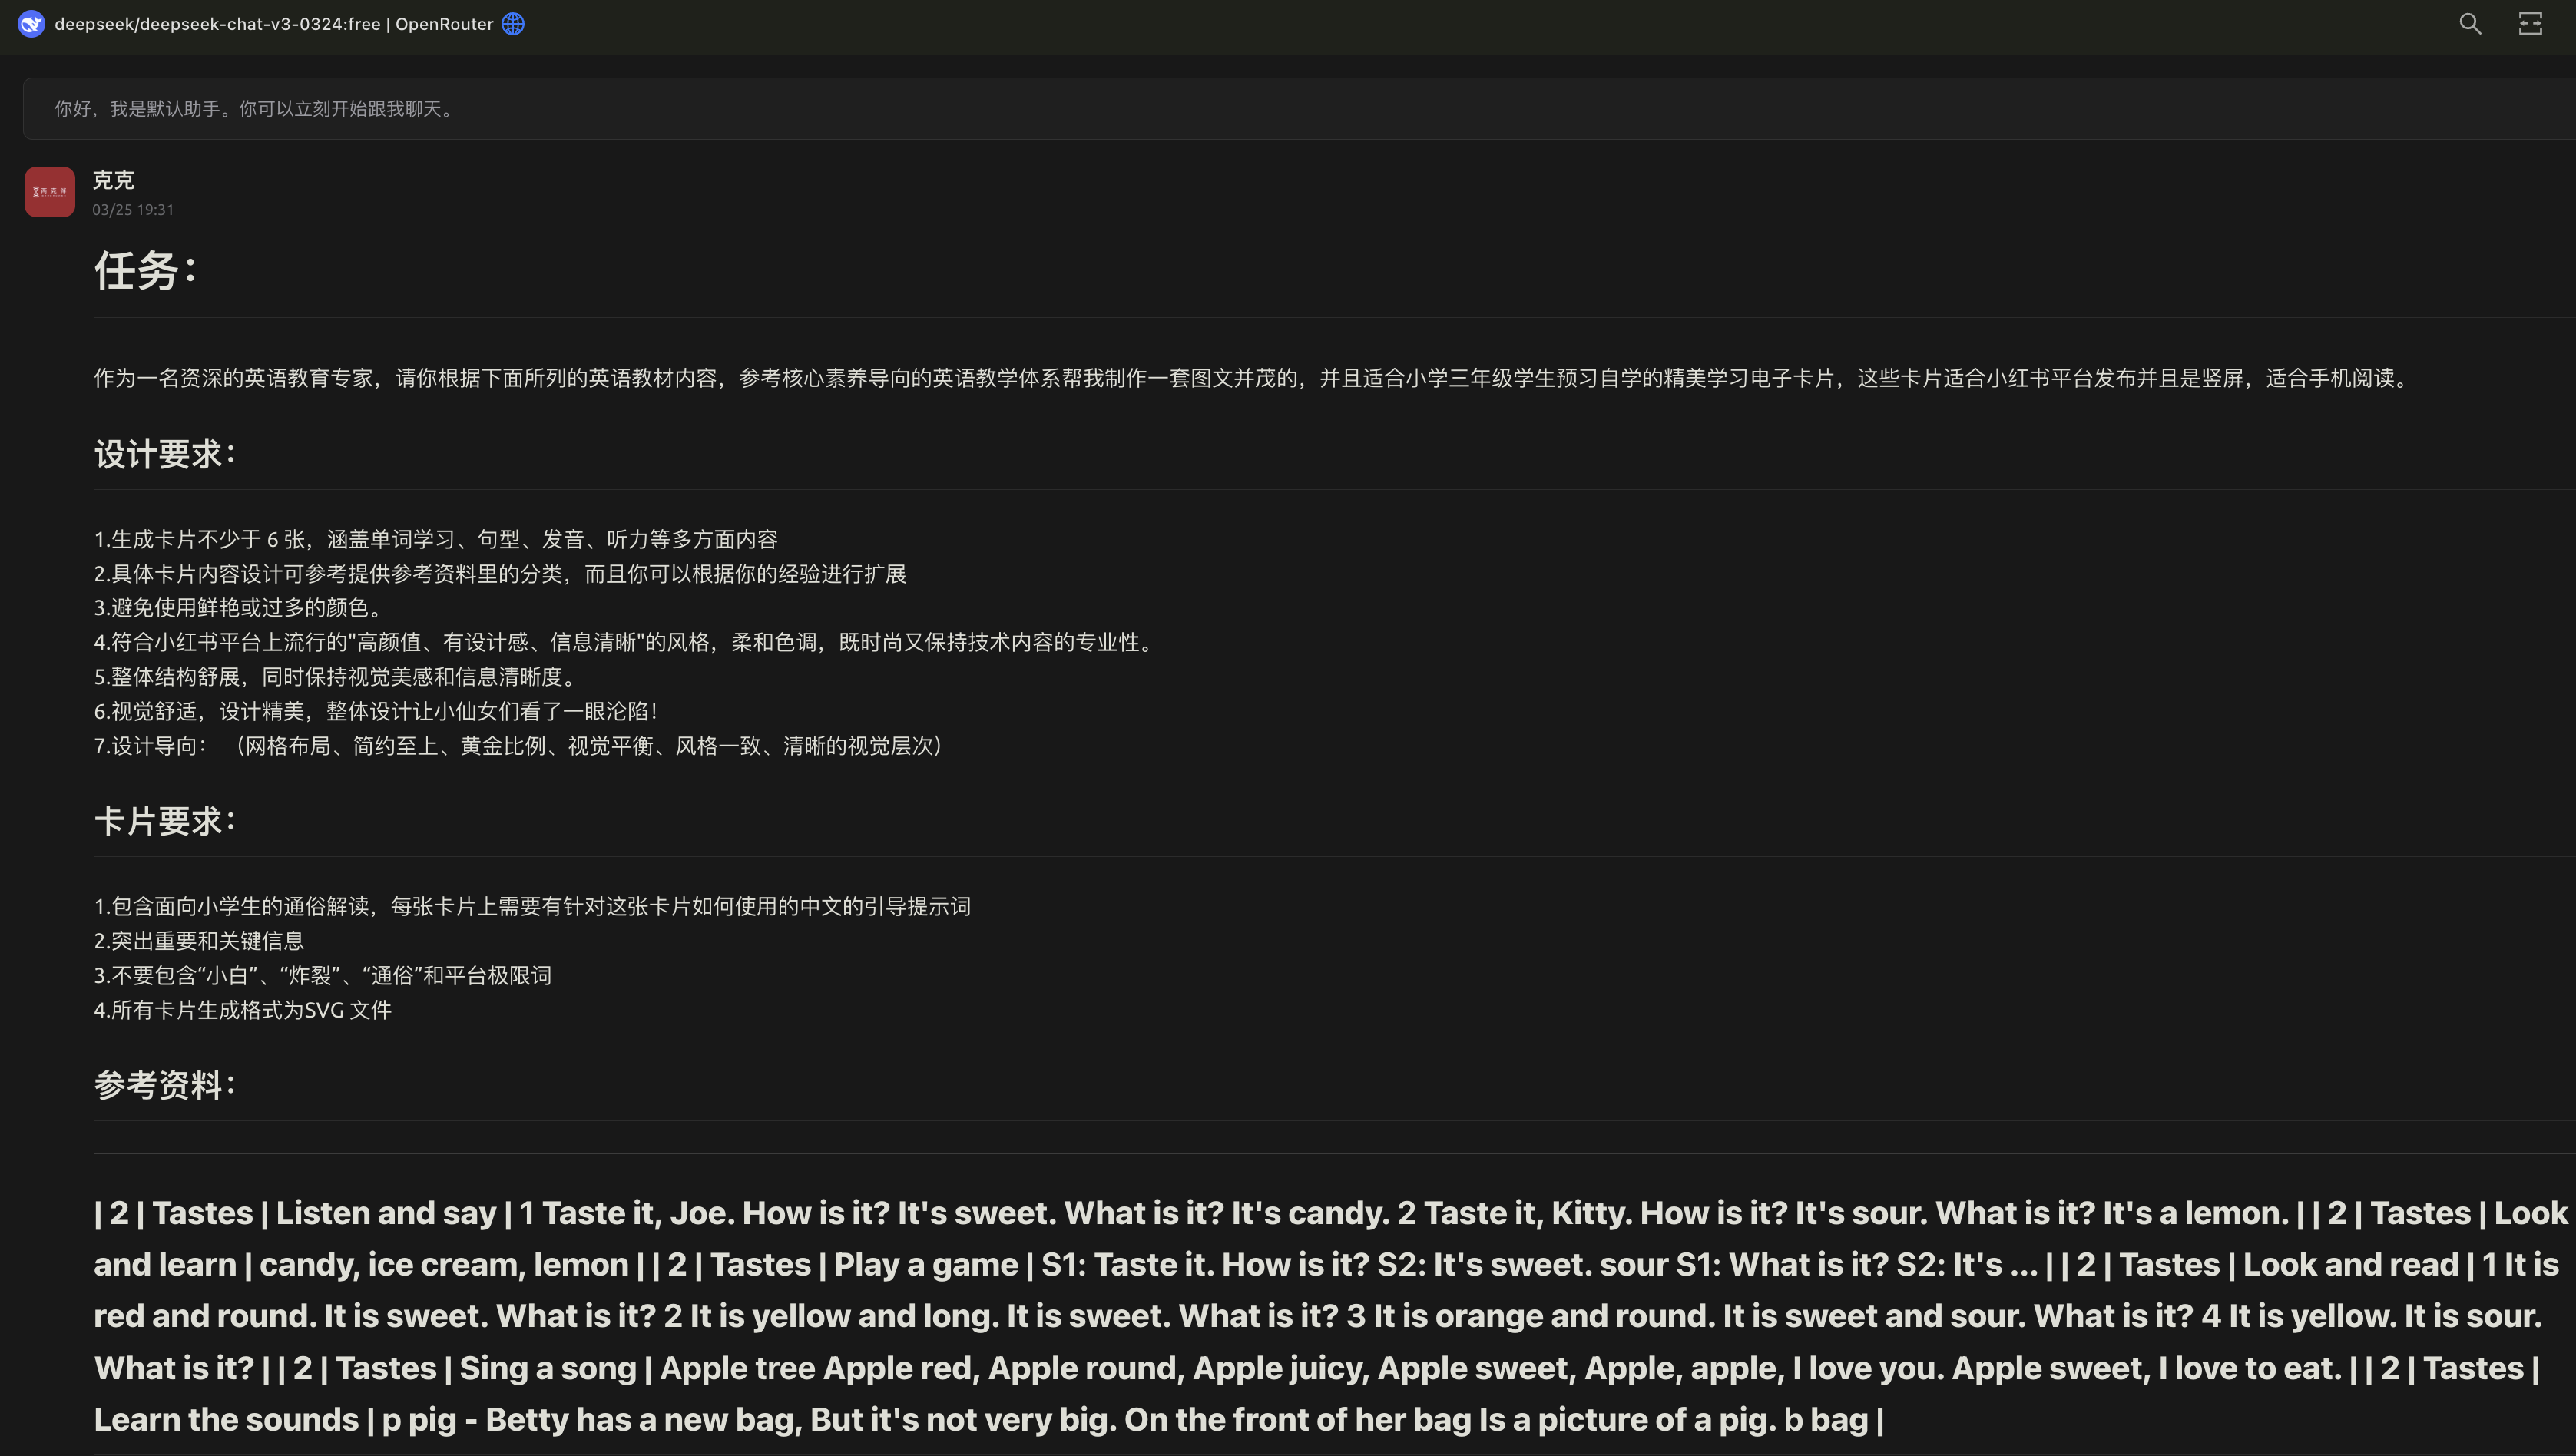 deepseek/deepseek-chat-v3-0324:free | OpenRouter
你好，我是默认助手。你可以立刻开始跟我聊天。
克克
03/25 19:31
任务：
作为一名资深的英语教育专家，请你根据下面所列的英语教材内容，参考核心素养导向的英语教学体系帮我制作一套图文并茂的，并且适合小学三年级学生预习自学的精美学习电子卡片，这些卡片适合小红书平台发布并且是竖屏，适合手机阅读。
设计要求：
1.生成卡片不少于 6 张，涵盖单词学习、句型、发音、听力等多方面内容
2.具体卡片内容设计可参考提供参考资料里的分类，而且你可以根据你的经验进行扩展
3.避免使用鲜艳或过多的颜色。
4.符合小红书平台上流行的"高颜值、有设计感、信息清晰"的风格，柔和色调，既时尚又保持技术内容的专业性。
5.整体结构舒展，同时保持视觉美感和信息清晰度。
6.视觉舒适，设计精美，整体设计让小仙女们看了一眼沦陷！
7.设计导向： （网格布局、简约至上、黄金比例、视觉平衡、风格一致、清晰的视觉层次）
卡片要求：
1.包含面向小学生的通俗解读，每张卡片上需要有针对这张卡片如何使用的中文的引导提示词
2.突出重要和关键信息
3.不要包含“小白”、“炸裂”、“通俗”和平台极限词
4.所有卡片生成格式为SVG 文件
参考资料：
| 2 | Tastes | Listen and say | 1 Taste it, Joe. How is it? It's sweet. What is it? It's candy. 2 Taste it, Kitty. How is it? It's sour. What is it? It's a lemon. | | 2 | Tastes | Look
and learn | candy, ice cream, lemon | | 2 | Tastes | Play a game | S1: Taste it. How is it? S2: It's sweet. sour S1: What is it? S2: It's ... | | 2 | Tastes | Look and read | 1 It is
red and round. It is sweet. What is it? 2 It is yellow and long. It is sweet. What is it? 3 It is orange and round. It is sweet and sour. What is it? 4 It is yellow. It is sour.
What is it? | | 2 | Tastes | Sing a song | Apple tree Apple red, Apple round, Apple juicy, Apple sweet, Apple, apple, I love you. Apple sweet, I love to eat. | | 2 | Tastes |
Learn the sounds | p pig - Betty has a new bag, But it's not very big. On the front of her bag Is a picture of a pig. b bag |